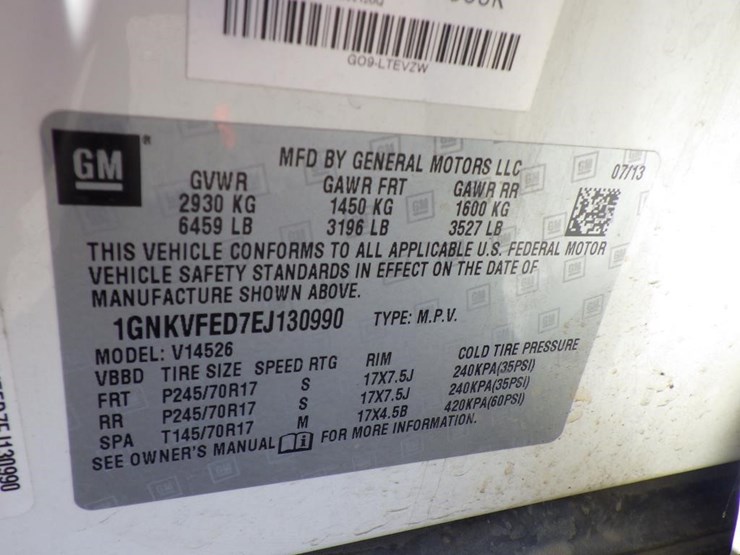 GO9-LTEVZW
GM ®
MFD BY GENERAL MOTORS LLC 07/13
GVWR GAWR FRT GAWR RR
2930 KG 1450 KG 1600 KG
6459 LB 3196 LB 3527 LB
THIS VEHICLE CONFORMS TO ALL APPLICABLE U.S. FEDERAL MOTOR
VEHICLE SAFETY STANDARDS IN EFFECT ON THE DATE OF
MANUFACTURE SHOWN ABOVE.
1GNKVFED7EJ130990 TYPE: M.P.V.
MODEL: V14526
VBBD TIRE SIZE SPEED RTG RIM COLD TIRE PRESSURE
FRT P245/70R17 S 17X7.5J 240KPA(35PSI)
RR P245/70R17 S 17X7.5J 240KPA(35PSI)
SPA T145/70R17 M 17X4.5B 420KPA(60PSI)
SEE OWNER'S MANUAL i FOR MORE INFORMATION.